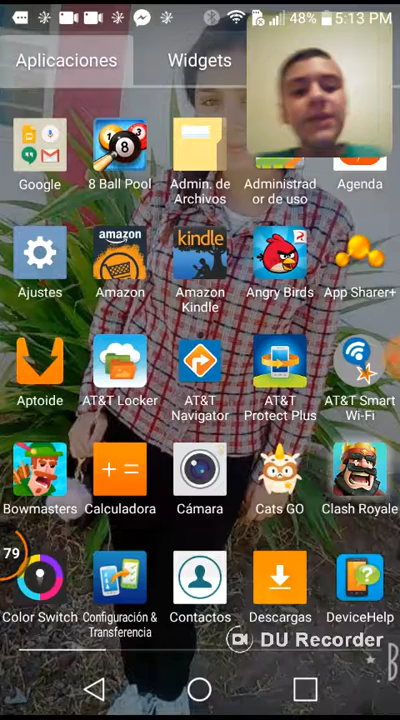 48% 5:13 PM
Aplicaciones Widgets
Google
8 Ball Pool
Admin. de
Archivos
Administrad
or de uso
Agenda
Ajustes
amazon
Amazon
kindle
Amazon
Kindle
Angry Birds
App Sharer+
Aptoide
AT&T Locker
AT&T
Navigator
AT&T
Protect Plus
AT&T Smart
Wi-Fi
Bowmasters
Calculadora
Cámara
Cats GO
Clash Royale
79
Color Switch
Configuración &
Transferencia
Contactos
Descargas
DeviceHelp
DU Recorder
B